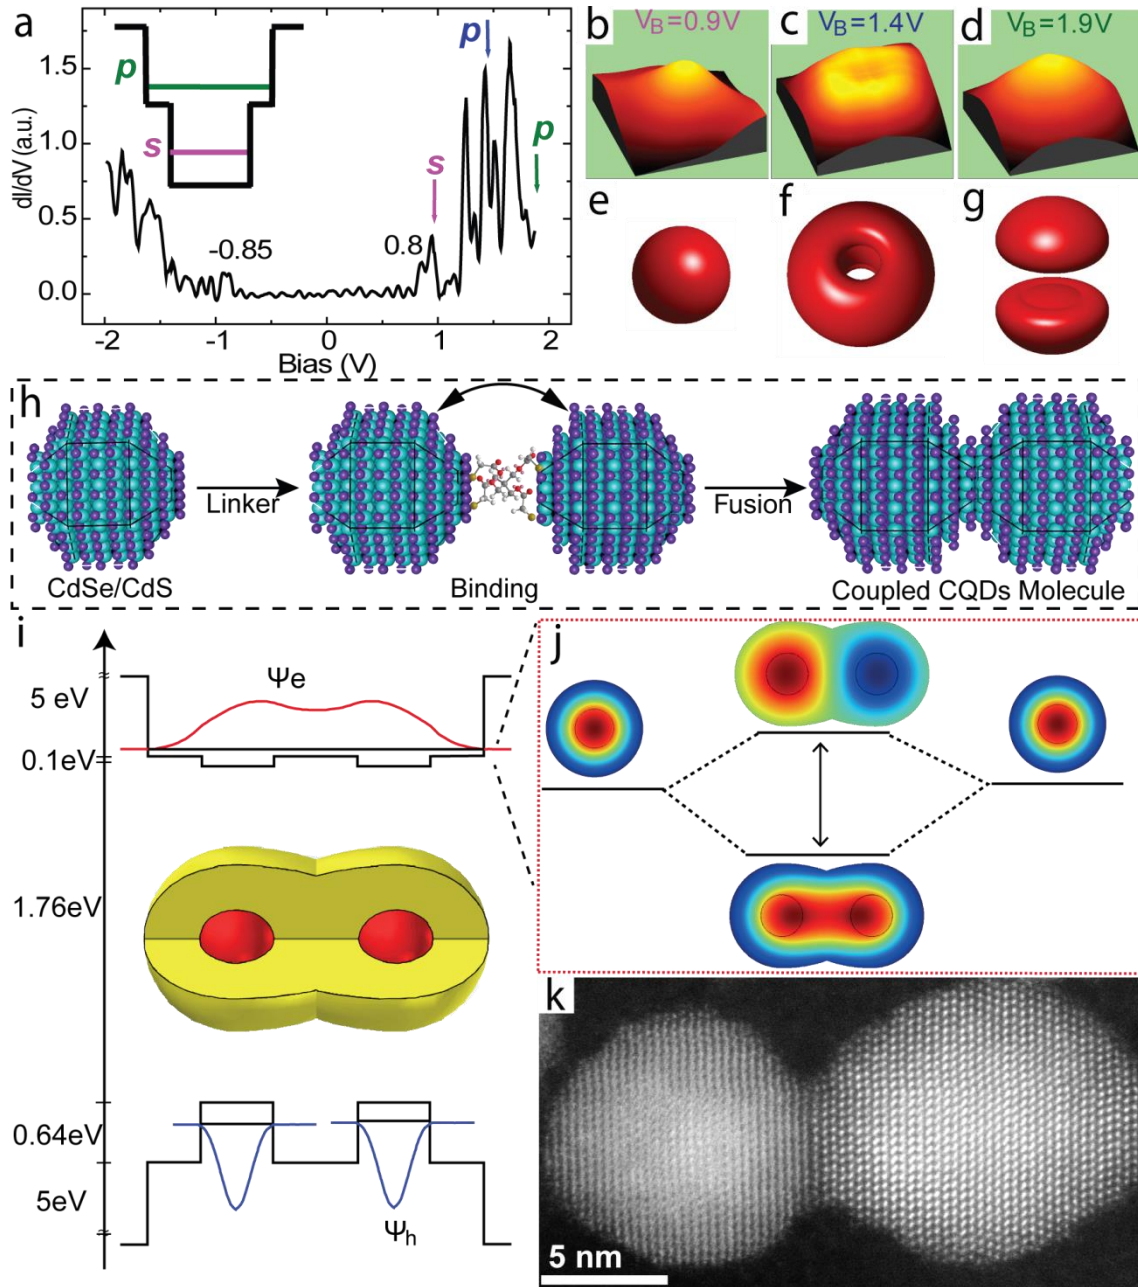 a
p
s
p
s
p
-0.85
0.8
dI/dV (a.u.)
1.5
1.0
0.5
0.0
-2
-1
0
1
2
Bias (V)
b
V_B=0.9V
c
V_B=1.4V
d
V_B=1.9V
e
f
g
h
Linker
Fusion
CdSe/CdS
Binding
Coupled CQDs Molecule
i
Ψe
5 eV
0.1eV
1.76eV
0.64eV
5eV
Ψh
j
k
5 nm